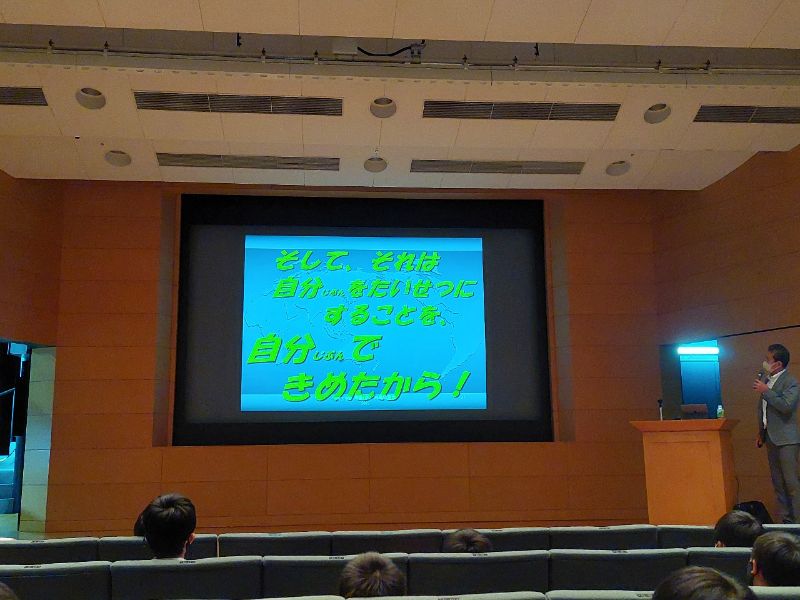 そして、それは
自分じぶんをたいせつに
することを、
自分じぶんで
きめたから！